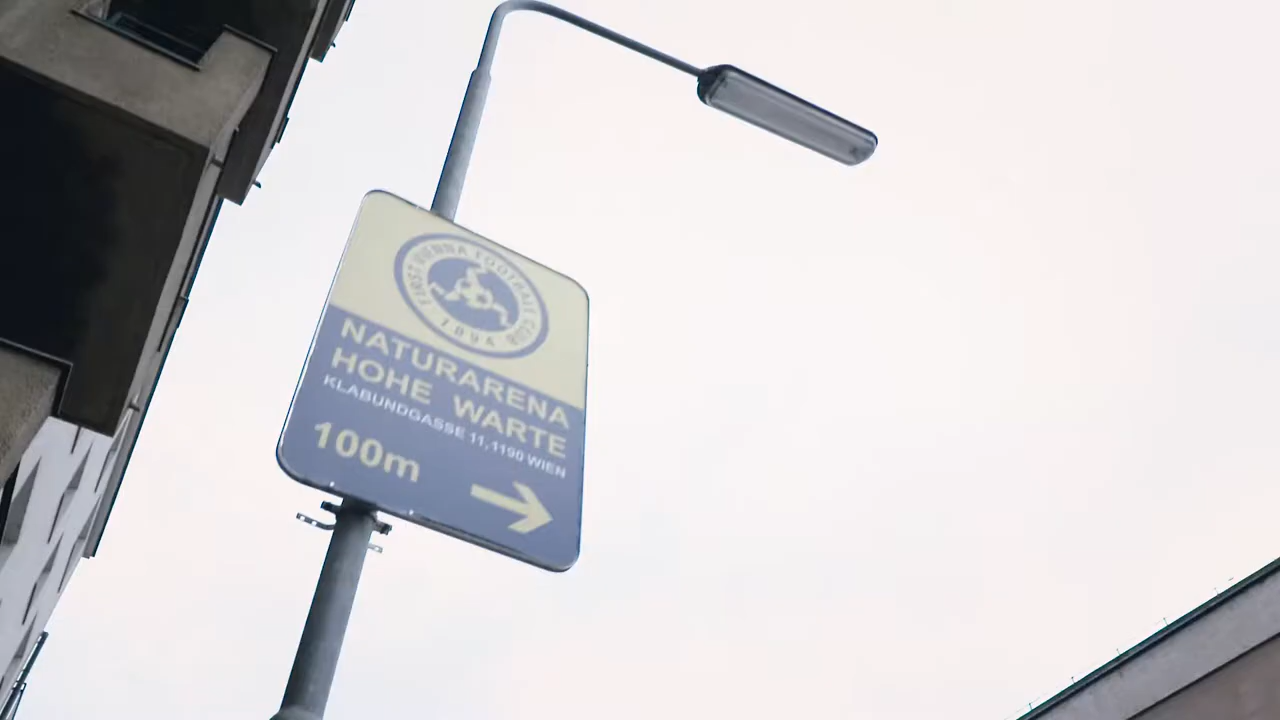 FIRST VIENNA FOOTBALL CLUB
1894
NATURARENA
HOHE WARTE
KLABUNDGASSE 11, 1190 WIEN
100m